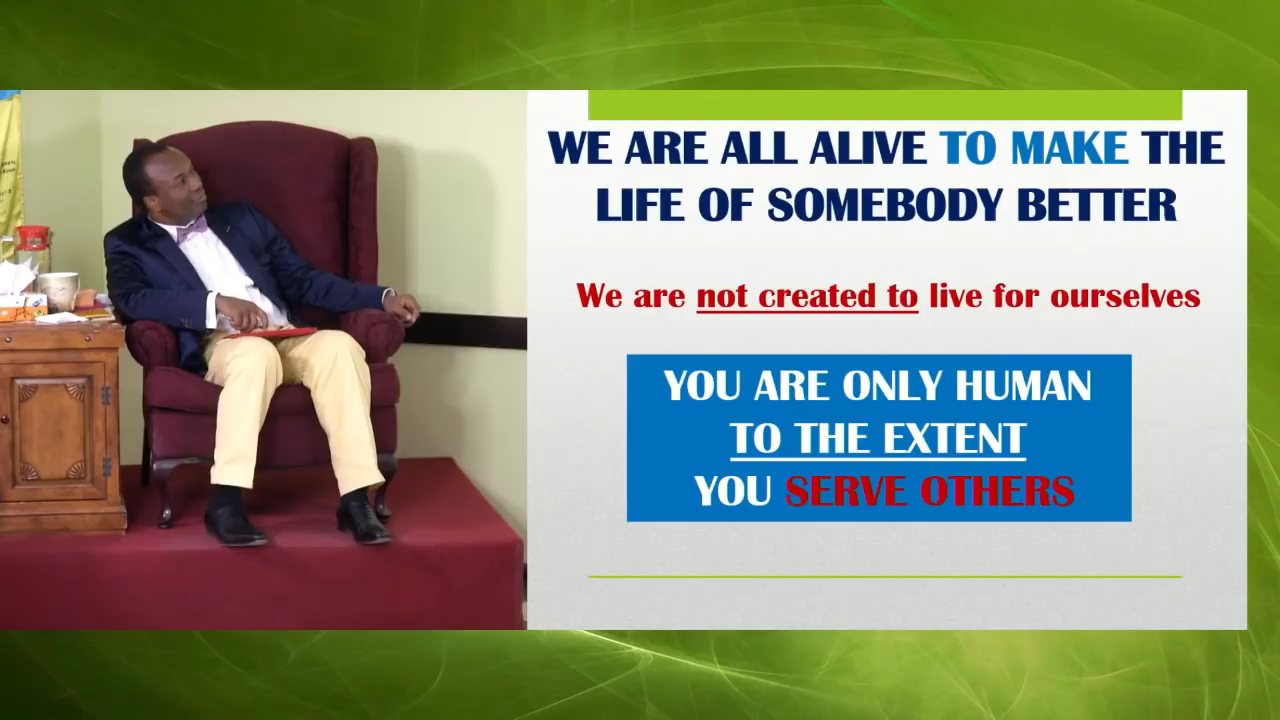 WE ARE ALL ALIVE TO MAKE THE
LIFE OF SOMEBODY BETTER
We are not created to live for ourselves
YOU ARE ONLY HUMAN
TO THE EXTENT
YOU SERVE OTHERS